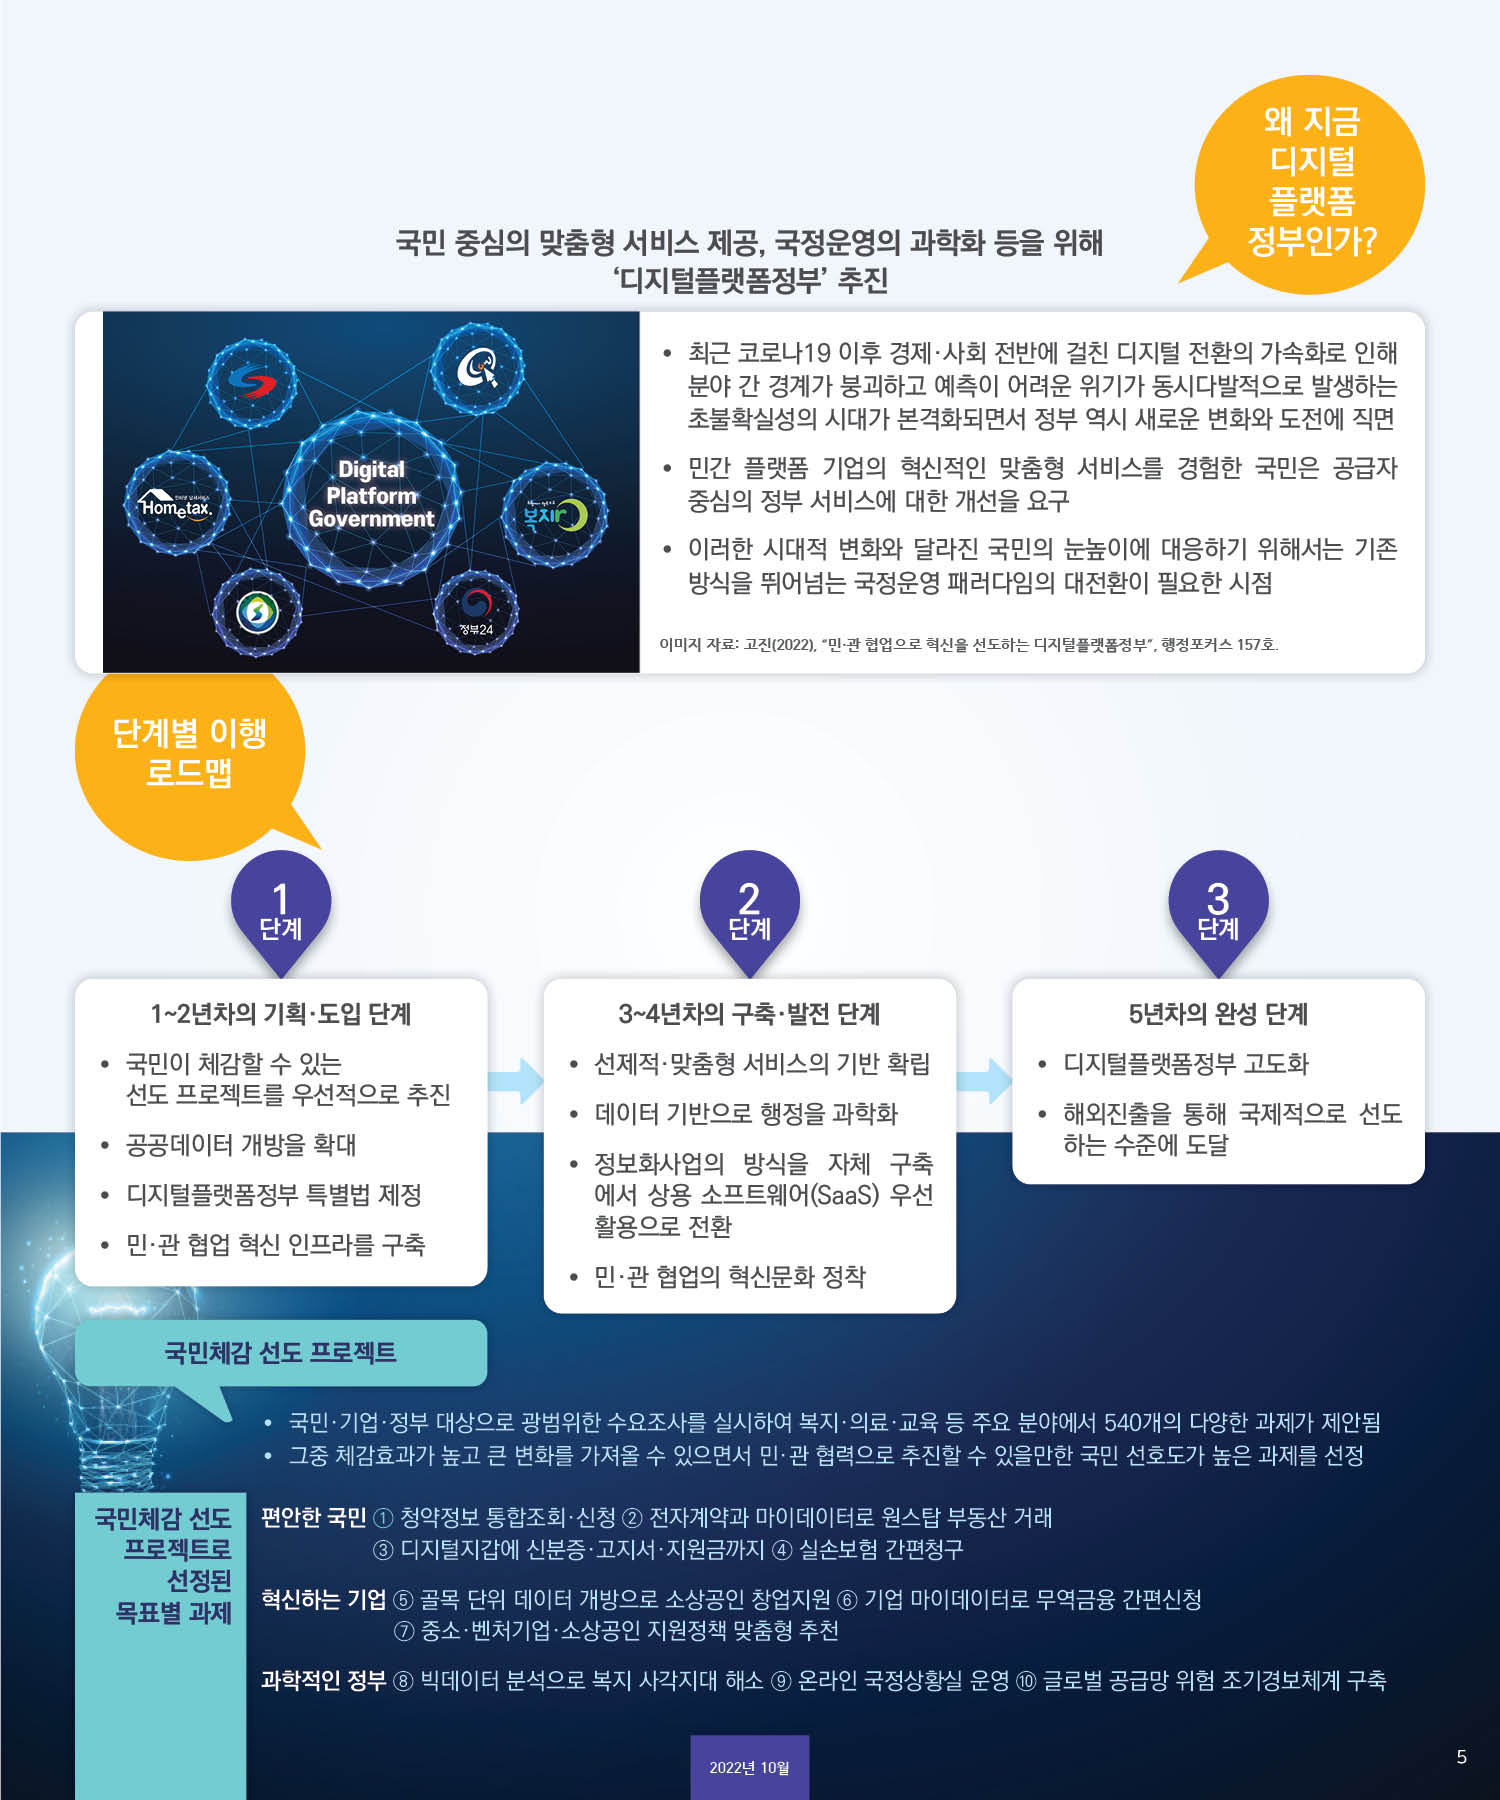 왜 지금
디지털
플랫폼
정부인가?
국민 중심의 맞춤형 서비스 제공, 국정운영의 과학화 등을 위해
‘디지털플랫폼정부’ 추진
Digital
Platform
Government
Hometax.
복지r
정부24
• 최근 코로나19 이후 경제·사회 전반에 걸친 디지털 전환의 가속화로 인해
분야 간 경계가 붕괴하고 예측이 어려운 위기가 동시다발적으로 발생하는
초불확실성의 시대가 본격화되면서 정부 역시 새로운 변화와 도전에 직면
• 민간 플랫폼 기업의 혁신적인 맞춤형 서비스를 경험한 국민은 공급자
중심의 정부 서비스에 대한 개선을 요구
• 이러한 시대적 변화와 달라진 국민의 눈높이에 대응하기 위해서는 기존
방식을 뛰어넘는 국정운영 패러다임의 대전환이 필요한 시점
이미지 자료: 고진(2022), “민·관 협업으로 혁신을 선도하는 디지털플랫폼정부”, 행정포커스 157호.
단계별 이행
로드맵
1
단계
1~2년차의 기획·도입 단계
• 국민이 체감할 수 있는
선도 프로젝트를 우선적으로 추진
• 공공데이터 개방을 확대
• 디지털플랫폼정부 특별법 제정
• 민·관 협업 혁신 인프라를 구축
2
단계
3~4년차의 구축·발전 단계
• 선제적·맞춤형 서비스의 기반 확립
• 데이터 기반으로 행정을 과학화
• 정보화사업의 방식을 자체 구축
에서 상용 소프트웨어(SaaS) 우선
활용으로 전환
• 민·관 협업의 혁신문화 정착
3
단계
5년차의 완성 단계
• 디지털플랫폼정부 고도화
• 해외진출을 통해 국제적으로 선도
하는 수준에 도달
국민체감 선도 프로젝트
• 국민·기업·정부 대상으로 광범위한 수요조사를 실시하여 복지·의료·교육 등 주요 분야에서 540개의 다양한 과제가 제안됨
• 그중 체감효과가 높고 큰 변화를 가져올 수 있으면서 민·관 협력으로 추진할 수 있을만한 국민 선호도가 높은 과제를 선정
국민체감 선도
프로젝트로
선정된
목표별 과제
편안한 국민 ① 청약정보 통합조회·신청 ② 전자계약과 마이데이터로 원스탑 부동산 거래
③ 디지털지갑에 신분증·고지서·지원금까지 ④ 실손보험 간편청구
혁신하는 기업 ⑤ 골목 단위 데이터 개방으로 소상공인 창업지원 ⑥ 기업 마이데이터로 무역금융 간편신청
⑦ 중소·벤처기업·소상공인 지원정책 맞춤형 추천
과학적인 정부 ⑧ 빅데이터 분석으로 복지 사각지대 해소 ⑨ 온라인 국정상황실 운영 ⑩ 글로벌 공급망 위험 조기경보체계 구축
2022년 10월
5